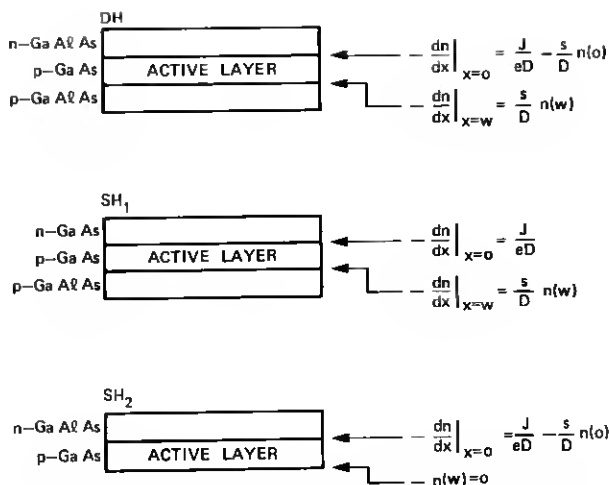 DH
n-Ga Aℓ As
p-Ga As
p-Ga Aℓ As
ACTIVE LAYER
- dn/dx |x=o = J/eD - s/D n(o)
- dn/dx |x=w = s/D n(w)
SH1
n-Ga As
p-Ga As
p-Ga Aℓ As
ACTIVE LAYER
- dn/dx |x=o = J/eD
- dn/dx |x=w = s/D n(w)
SH2
n-Ga Aℓ As
p-Ga As
ACTIVE LAYER
- dn/dx |x=0 = J/eD - s/D n(o)
n(w)=o